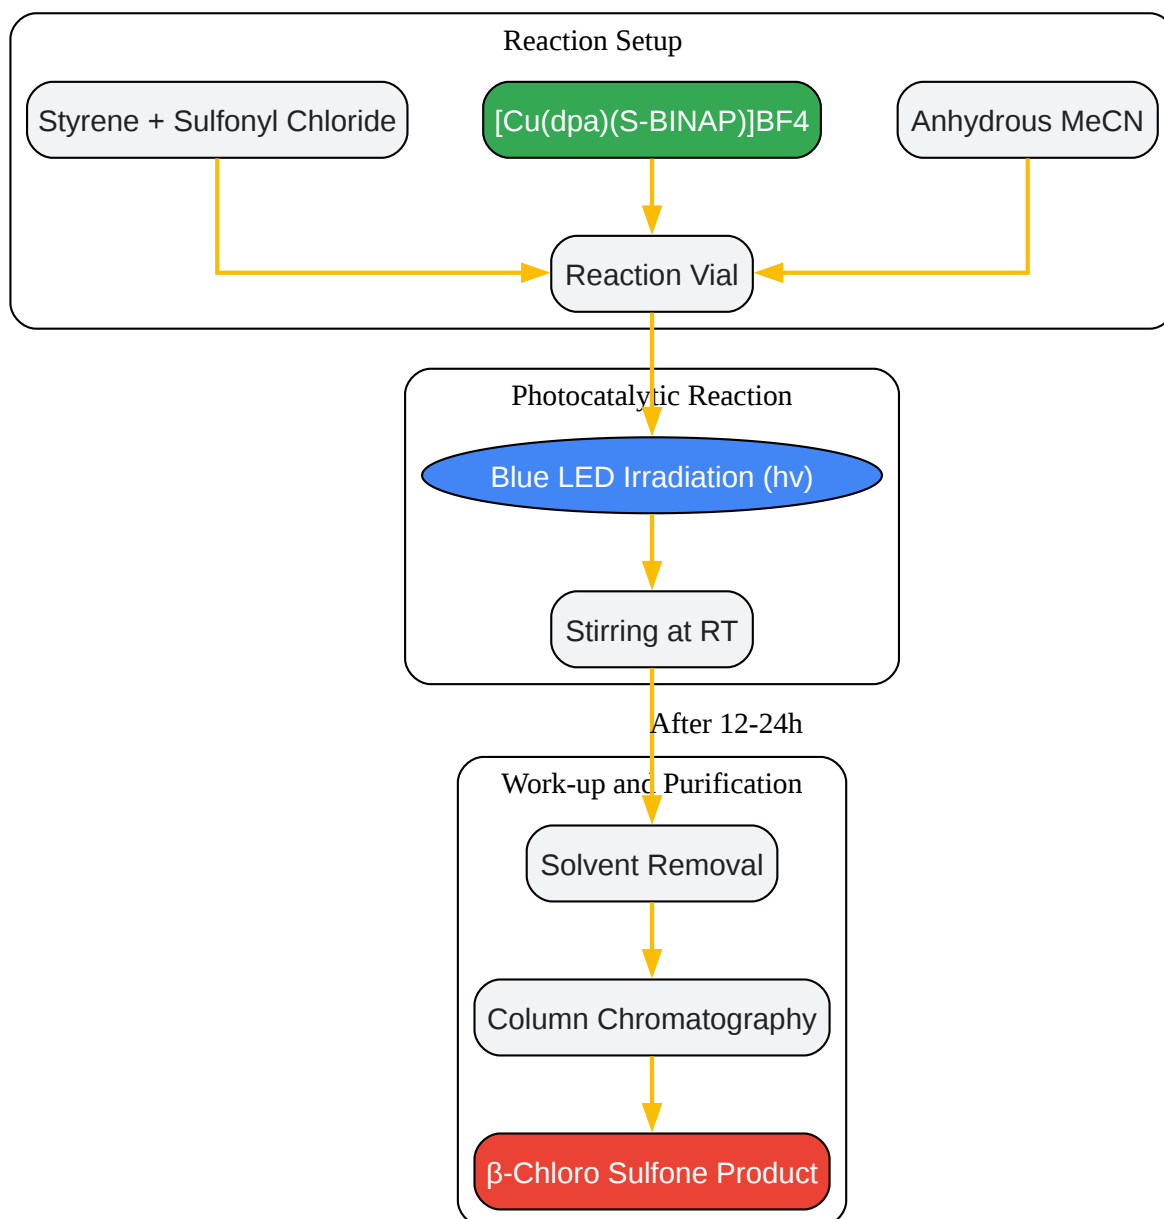 Reaction Setup
Styrene + Sulfonyl Chloride
[Cu(dpa)(S-BINAP)]BF4
Anhydrous MeCN
Reaction Vial
Photocatalytic Reaction
Blue LED Irradiation (hv)
Stirring at RT
After 12-24h
Work-up and Purification
Solvent Removal
Column Chromatography
β-Chloro Sulfone Product